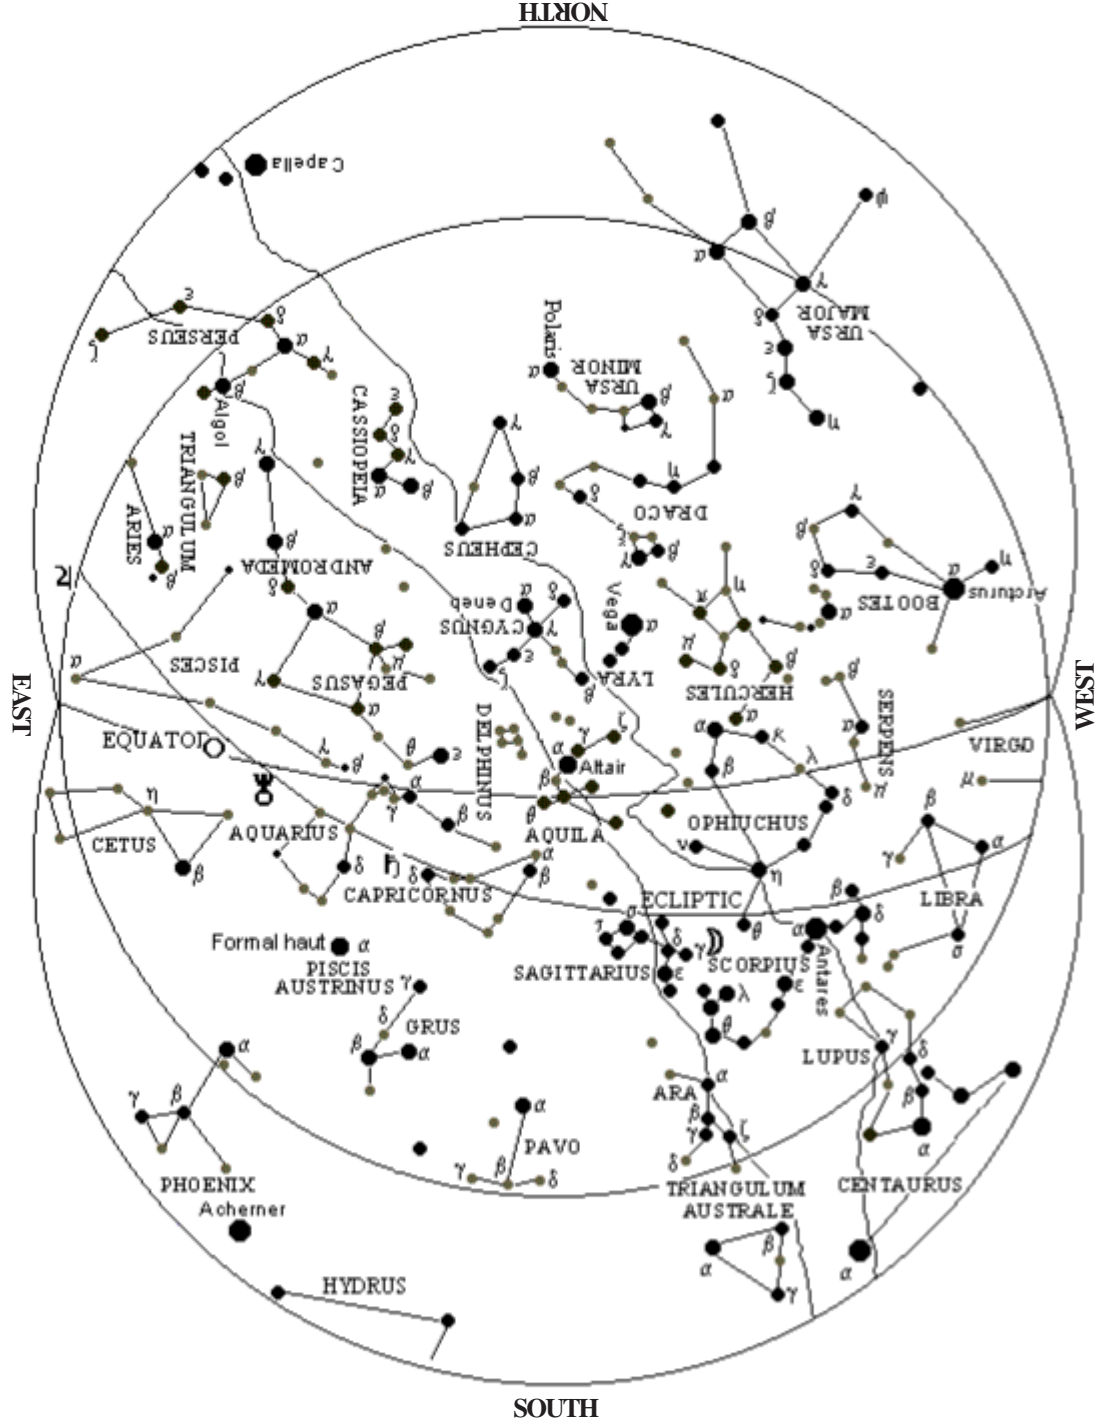 NORTH
Capella
β
ψ
α
γ
URSA
MAJOR
δ
ε
ζ
η
ε
PERSEUS
ζ
δ
α
γ
β
Algol
Polaris
α
URSA
MINOR
β
γ
CASSIOPEIA
ε
δ
γ
α
β
γ
β
α
CEPHEUS
α
η
DRACO
δ
ξ
γ
β
TRIANGULUM
ARIES
α
β
γ
β
ANDROMEDA
δ
α
γ
β
δ
ε
α
η
BOOTES
Arcturus
α
PISCES
α
γ
β
PEGASUS
β
μ
γ
α
θ
ε
Deneb
α
δ
CYGNUS
γ
ε
ζ
β
Vega
α
LYRA
π
η
μ
δ
β
HERCULES
α
β
α
SERPENS
μ
EAST
WEST
EQUATOI
DELPHINUS
ζ
γ
α
Altair
β
θ
AQUILA
α
κ
β
λ
δ
OPHIUCHUS
ν
η
θ
VIRGO
μ
β
α
γ
LIBRA
σ
η
CETUS
β
AQUARIUS
γ
α
β
δ
δ
CAPRICORNUS
α
β
ECLIPTIC
Formal haut
α
PISCIS
AUSTRINUS
γ
δ
GRUS
β
α
σ
τ
δ
γ
ε
SAGITTARIUS
SCORPIUS
β
δ
α
Antares
ε
λ
θ
LUPUS
γ
δ
β
α
CENTAURUS
α
α
γ
β
PHOENIX
Acherner
α
PAVO
γ
β
δ
ARA
α
β
γ
ζ
δ
TRIANGULUM
AUSTRALE
β
α
γ
HYDRUS
SOUTH